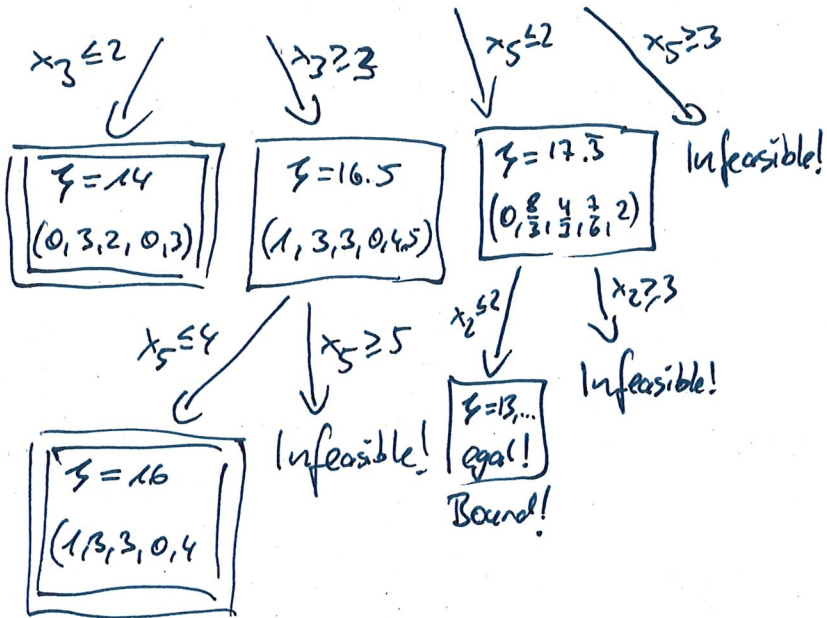 x₃ ≤ 2
x₃ ≥ 3
x₅ ≤ 2
x₅ ≥ 3
ζ = 14
(0, 3, 2, 0, 3)
ζ = 16.5
(1, 3, 3, 0, 4.5)
ζ = 17.3̅
(0, 8/3, 4/3, 7/6, 2)
Infeasible!
x₅ ≤ 4
x₅ ≥ 5
x₂ ≤ 2
x₂ ≥ 3
ζ = 16
(1, 3, 3, 0, 4
Infeasible!
ζ = 13,...
egal!
Bound!
Infeasible!